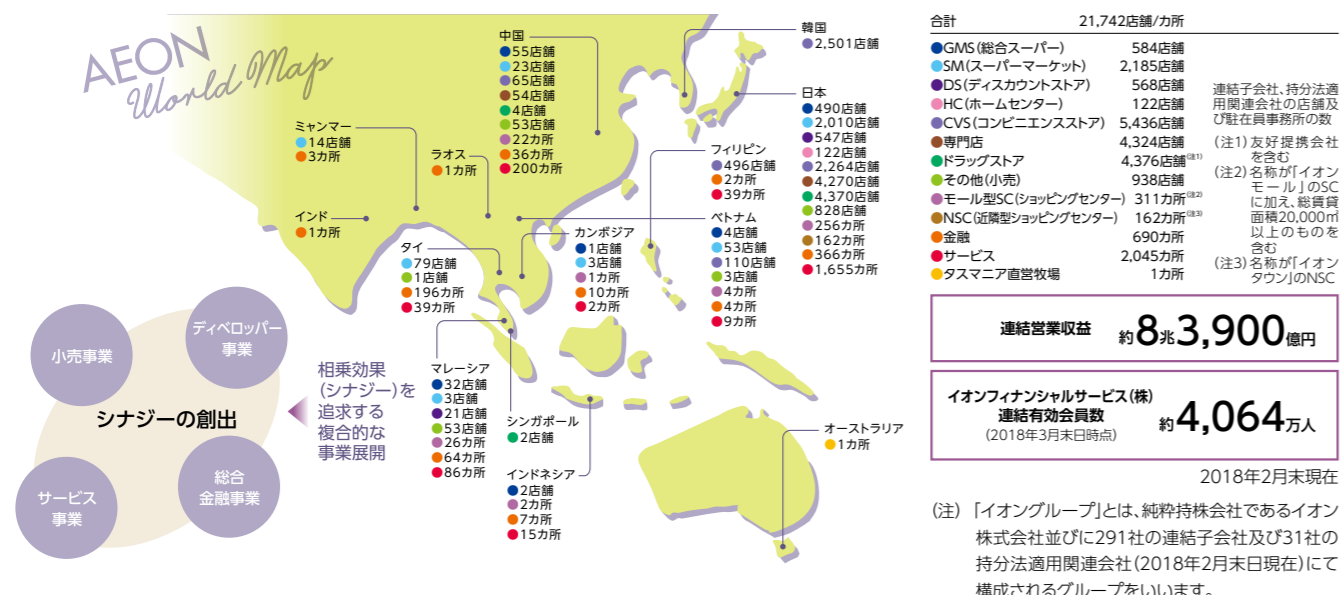 AEON
World Map
中国
●55店舗
●23店舗
●65店舗
●54店舗
●4店舗
●53店舗
●22カ所
●36カ所
●200カ所
韓国
●2,501店舗
日本
●490店舗
●2,010店舗
●547店舗
●122店舗
●2,264店舗
●4,270店舗
●4,370店舗
●828店舗
●256カ所
●162カ所
●366カ所
●1,655カ所
ミャンマー
●14店舗
●3カ所
ラオス
●1カ所
インド
●1カ所
フィリピン
●496店舗
●2カ所
●39カ所
タイ
●79店舗
●1店舗
●196カ所
●39カ所
カンボジア
●1店舗
●3店舗
●1カ所
●10カ所
●2カ所
ベトナム
●4店舗
●53店舗
●110店舗
●3店舗
●4カ所
●4カ所
●9カ所
マレーシア
●32店舗
●3店舗
●21店舗
●53店舗
●26カ所
●64カ所
●86カ所
シンガポール
●2店舗
インドネシア
●2店舗
●2カ所
●7カ所
●15カ所
オーストラリア
●1カ所
小売事業
ディベロッパー
事業
シナジーの創出
サービス
事業
総合
金融事業
相乗効果
(シナジー)を
追求する
複合的な
事業展開
合計 21,742店舗/カ所
●GMS(総合スーパー) 584店舗
●SM(スーパーマーケット) 2,185店舗
●DS(ディスカウントストア) 568店舗
●HC(ホームセンター) 122店舗
●CVS(コンビニエンスストア) 5,436店舗
●専門店 4,324店舗
●ドラッグストア 4,376店舗(注1)
●その他(小売) 938店舗
●モール型SC(ショッピングセンター) 311カ所(注2)
●NSC(近隣型ショッピングセンター) 162カ所(注3)
●金融 690カ所
●サービス 2,045カ所
●タスマニア直営牧場 1カ所
連結子会社、持分法適
用関連会社の店舗及
び駐在員事務所の数
(注1)友好提携会社
を含む
(注2)名称が「イオン
モール」のSC
に加え、総賃貸
面積20,000㎡
以上のものを
含む
(注3)名称が「イオン
タウン」のNSC
連結営業収益 約8兆3,900億円
イオンフィナンシャルサービス(株)
連結有効会員数 約4,064万人
(2018年3月末日時点)
2018年2月末現在
(注) 「イオングループ」とは、純粋持株会社であるイオン
株式会社並びに291社の連結子会社及び31社の
持分法適用関連会社(2018年2月末日現在)にて
構成されるグループをいいます。